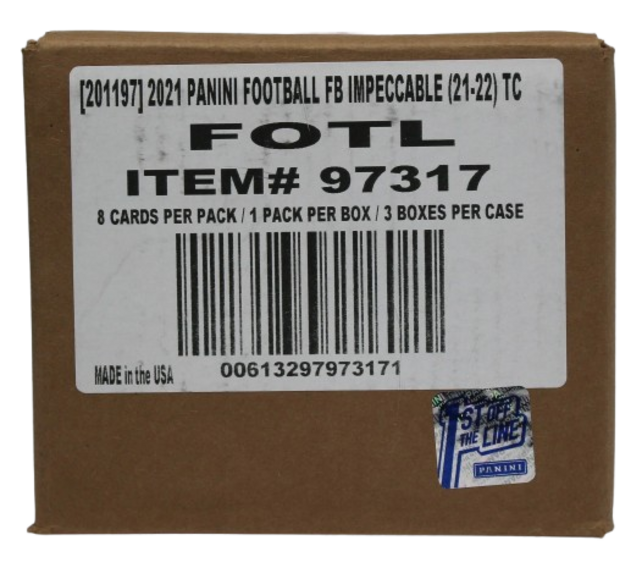 [201197] 2021 PANINI FOOTBALL FB IMPECCABLE (21-22) TC
FOTL
ITEM# 97317
8 CARDS PER PACK / 1 PACK PER BOX / 3 BOXES PER CASE
00613297973171
MADE in the USA
1ST OFF
THE LINE
PANINI